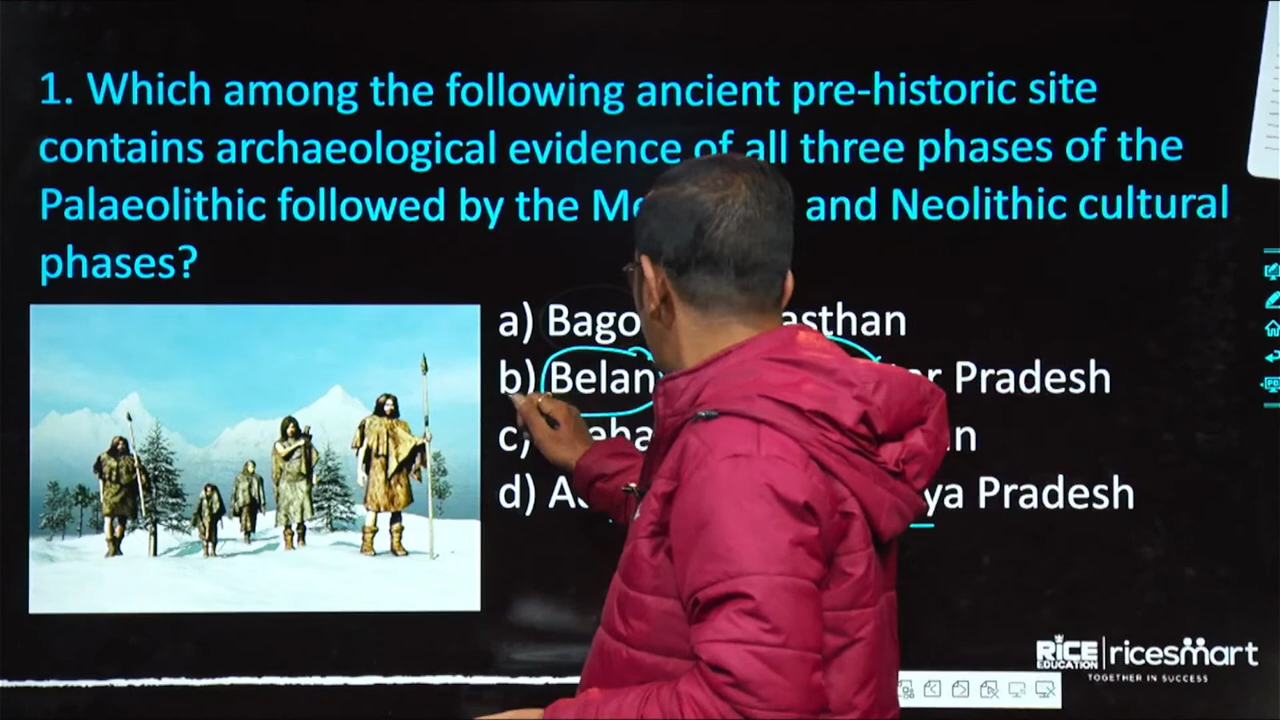 1. Which among the following ancient pre-historic site
contains archaeological evidence of all three phases of the
Palaeolithic followed by the and Neolithic cultural
phases?
a) Bago asthan
b) Belan r Pradesh
c)
d) ya Pradesh
RICE
EDUCATION
ricesmart
TOGETHER IN SUCCESS